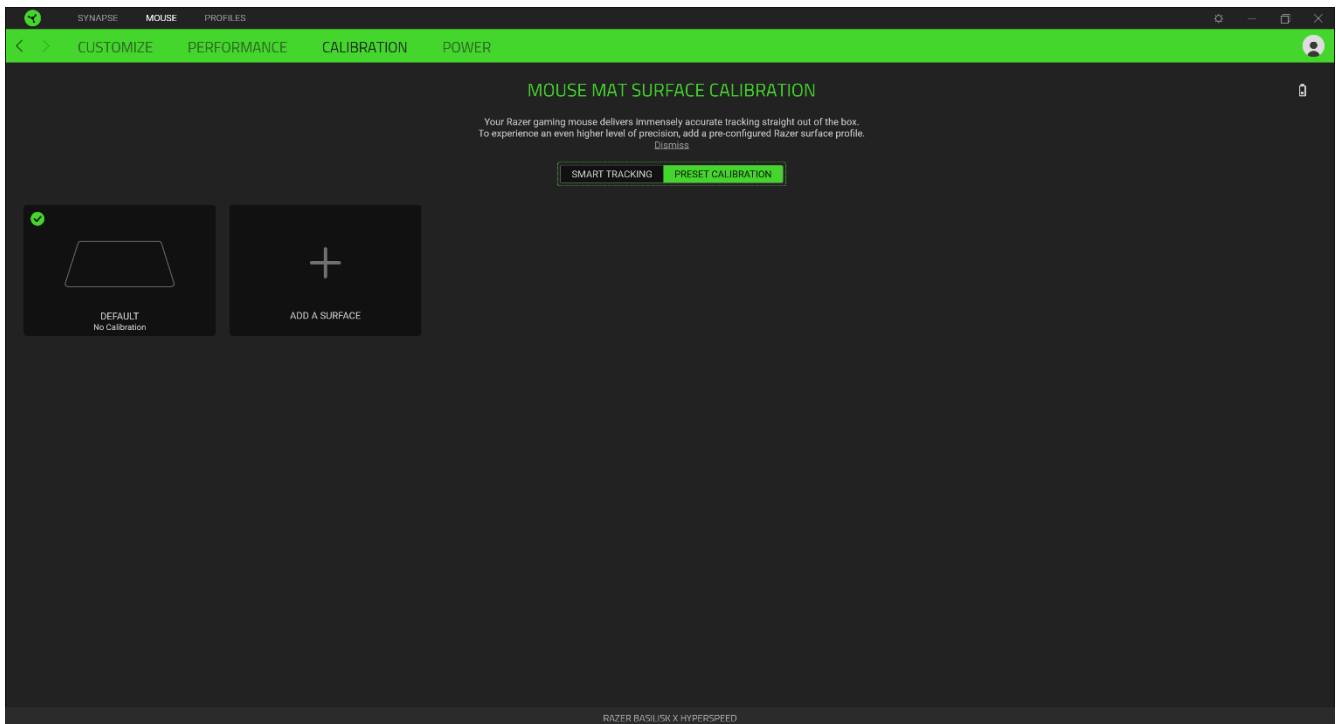 SYNAPSE MOUSE PROFILES
CUSTOMIZE PERFORMANCE CALIBRATION POWER
MOUSE MAT SURFACE CALIBRATION
Your Razer gaming mouse delivers immensely accurate tracking straight out of the box.
To experience an even higher level of precision, add a pre-configured Razer surface profile.
Dismiss
SMART TRACKING PRESET CALIBRATION
DEFAULT
No Calibration
ADD A SURFACE
RAZER BASILISK X HYPERSPEED